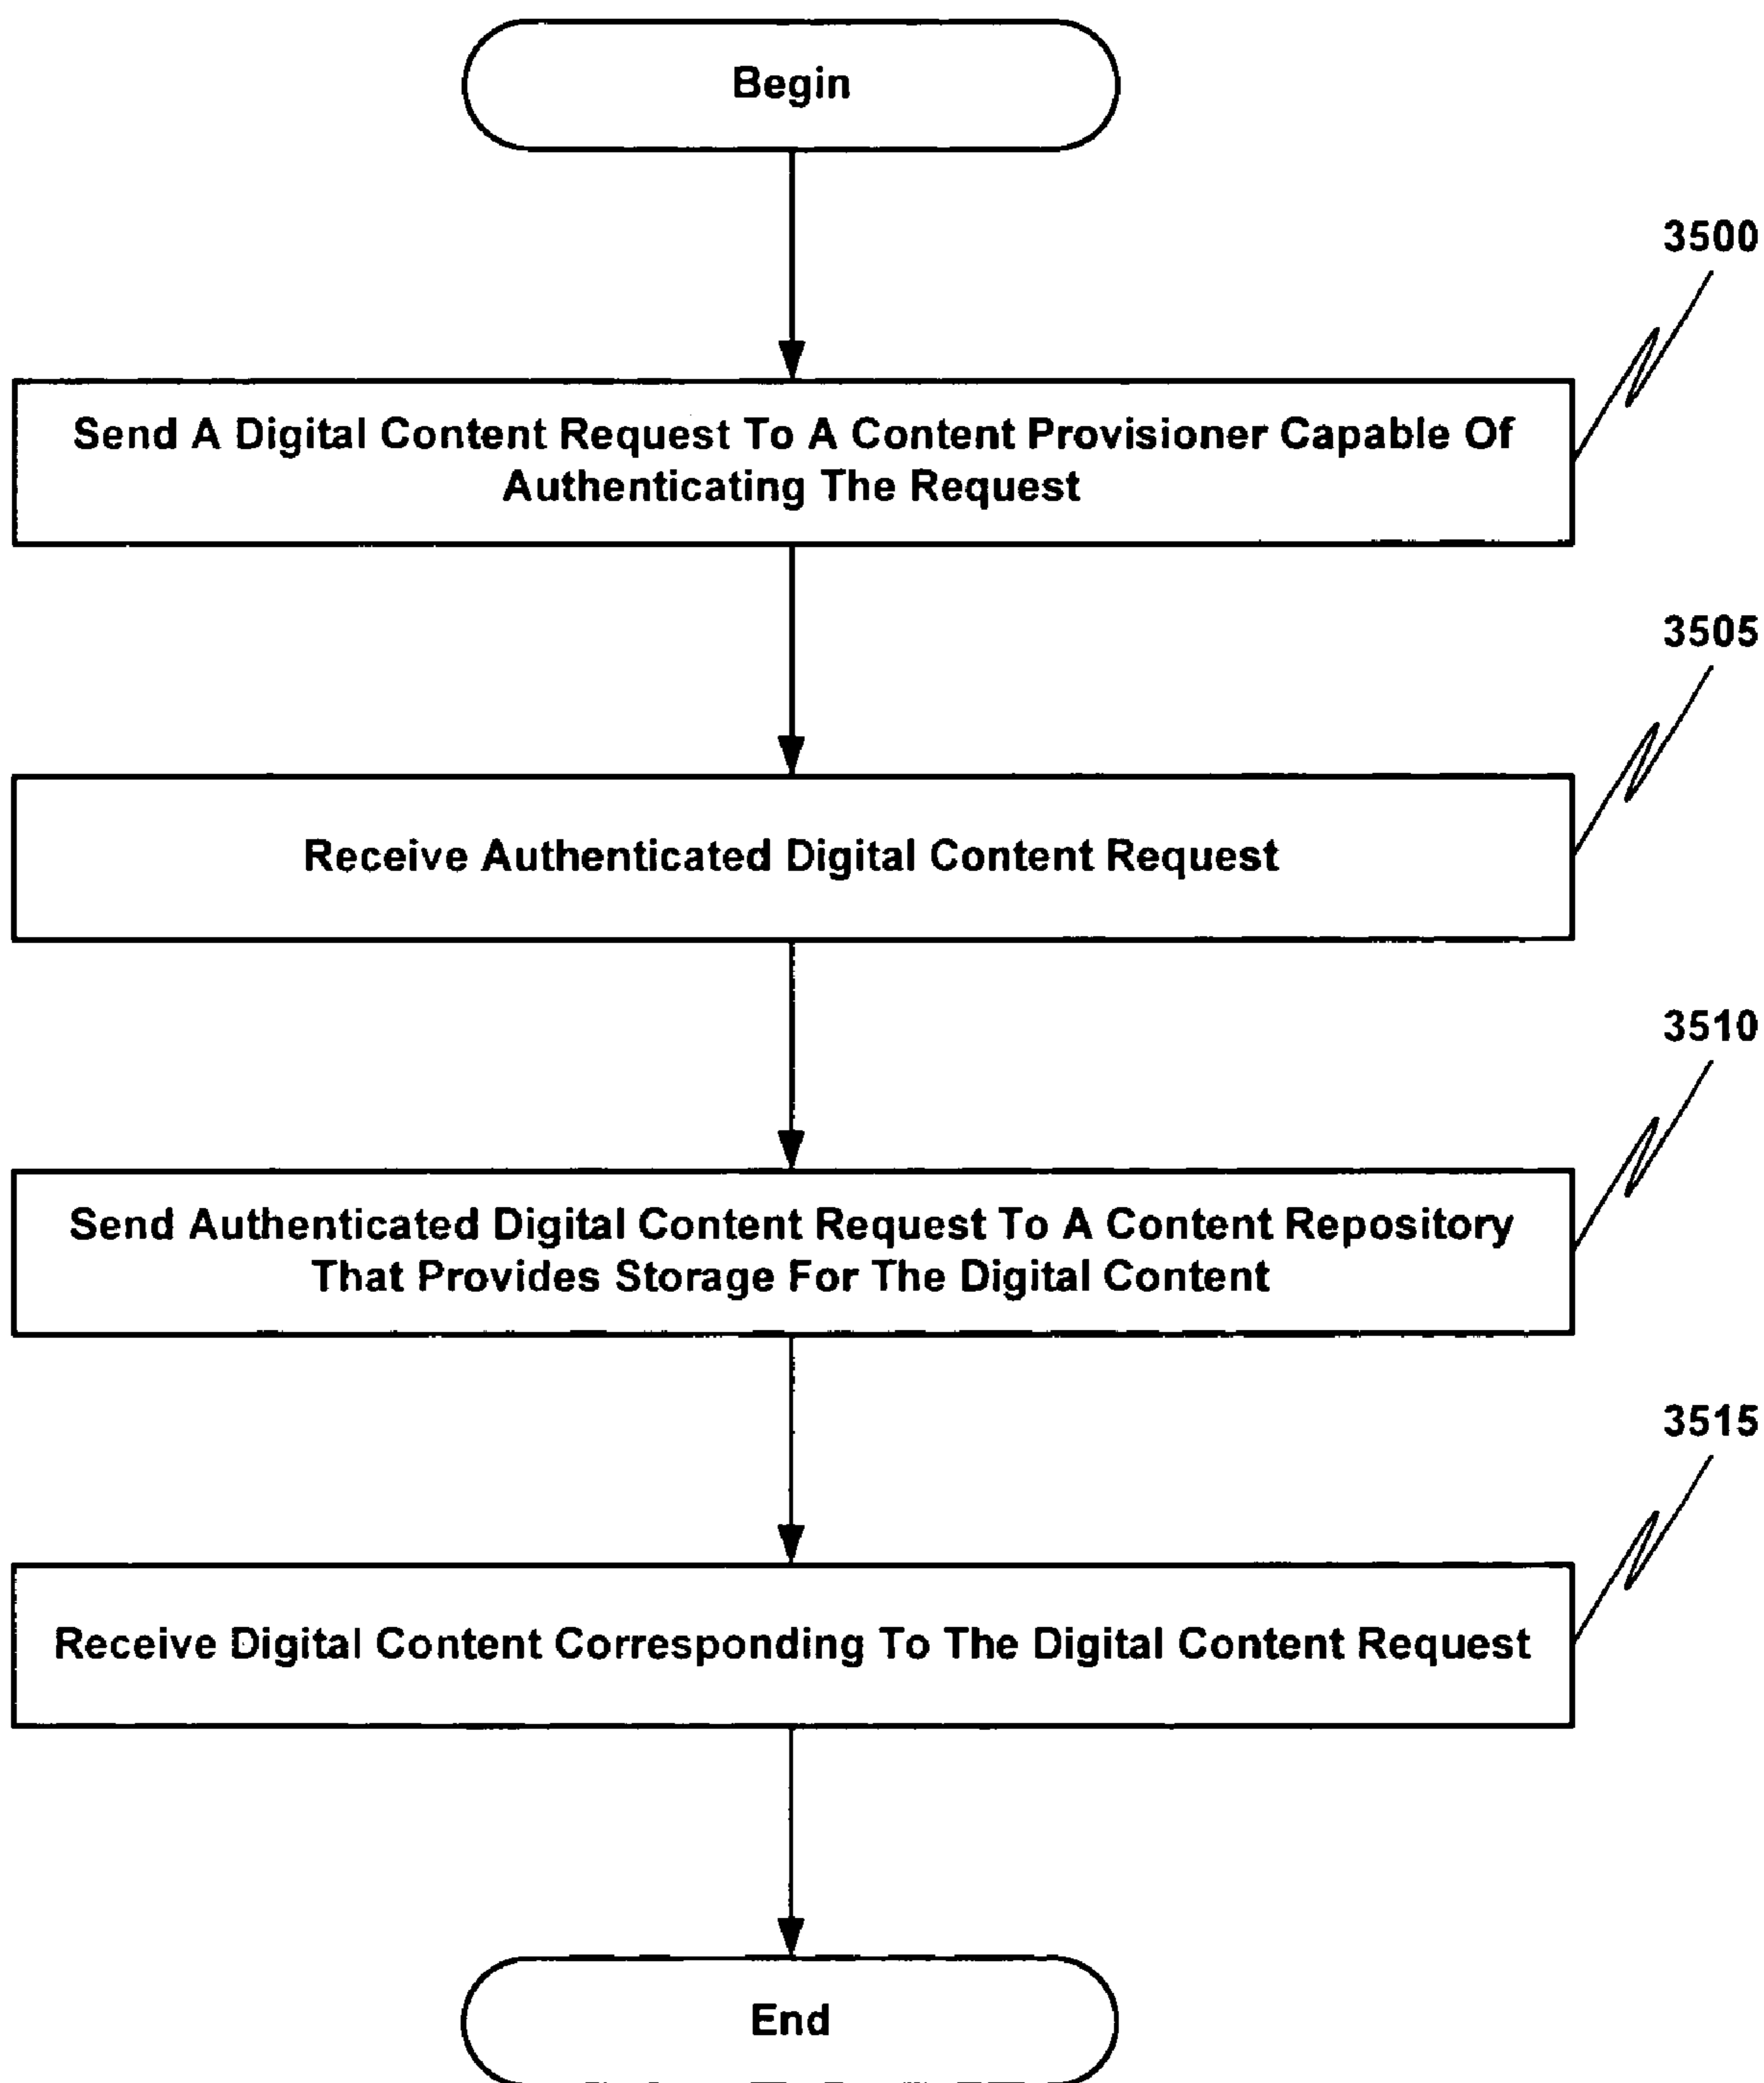 Begin
3500
Send A Digital Content Request To A Content Provisioner Capable Of
Authenticating The Request
3505
Receive Authenticated Digital Content Request
3510
Send Authenticated Digital Content Request To A Content Repository
That Provides Storage For The Digital Content
3515
Receive Digital Content Corresponding To The Digital Content Request
End